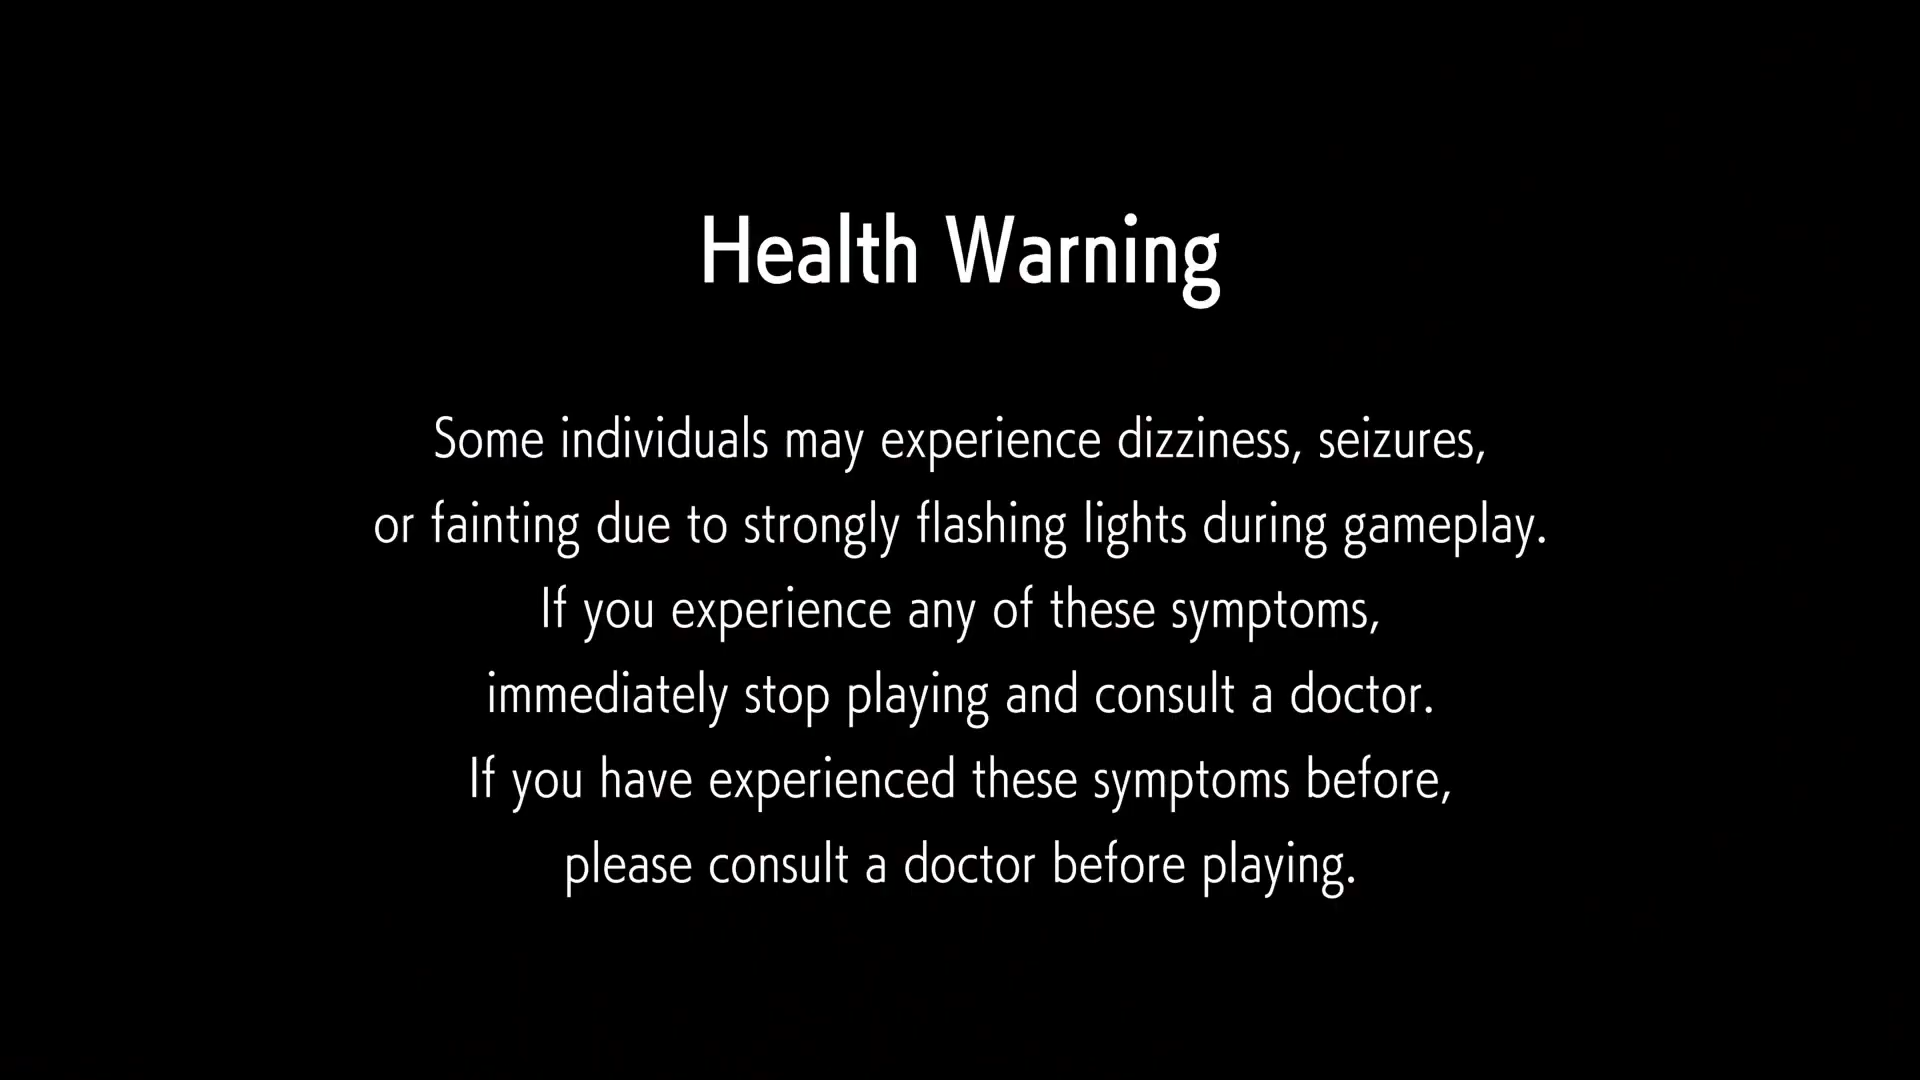 Health Warning
Some individuals may experience dizziness, seizures,
or fainting due to strongly flashing lights during gameplay.
If you experience any of these symptoms,
immediately stop playing and consult a doctor.
If you have experienced these symptoms before,
please consult a doctor before playing.